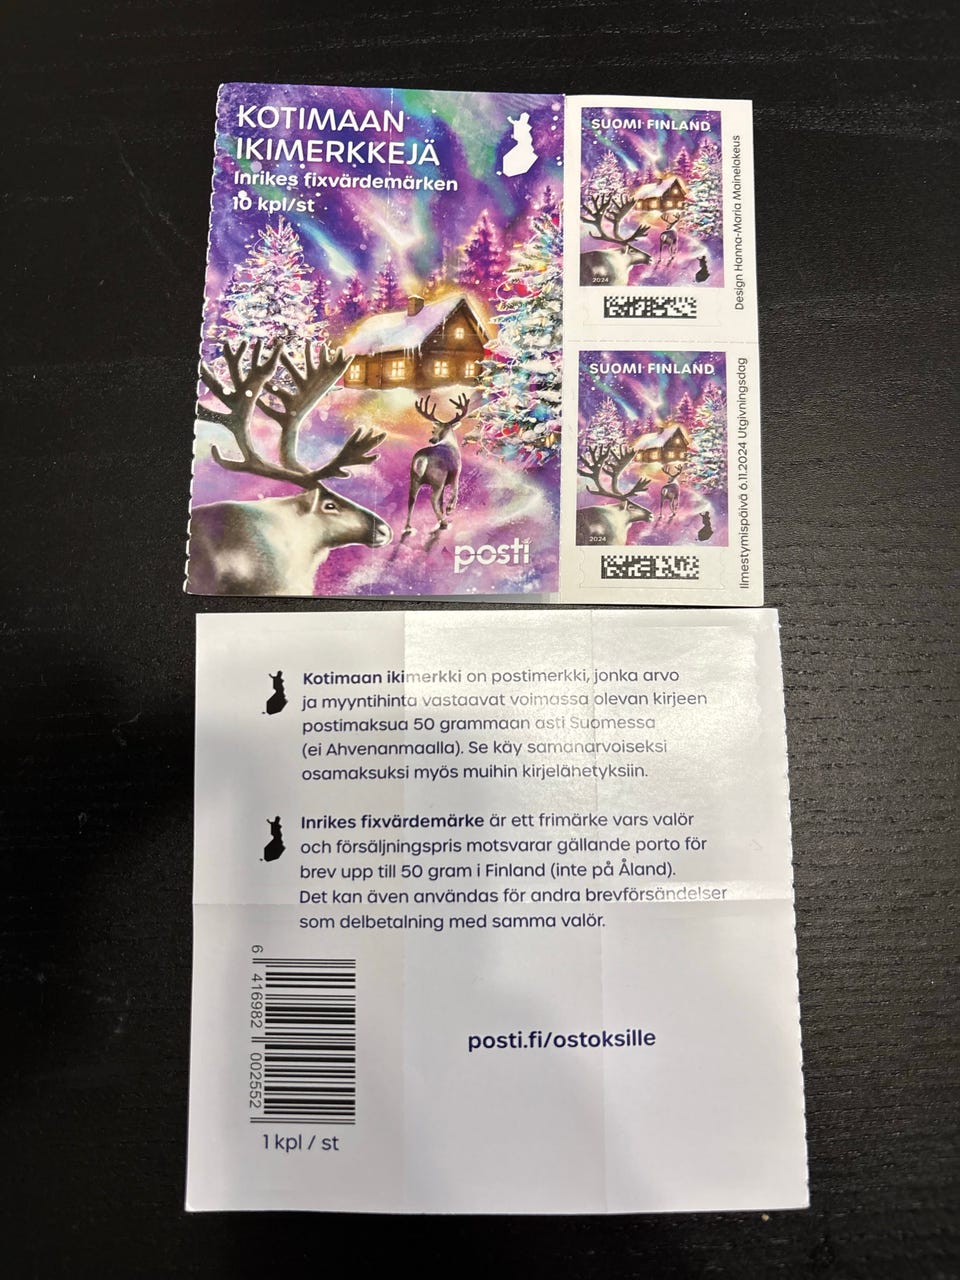 KOTIMAAN
IKIMERKKEJÄ
Inrikes fixvärdemärken
10 kpl/st
posti
SUOMI FINLAND
2024
Design Hanna-Maria Mainelakeus
SUOMI FINLAND
2024
Ilmestymispäivä 6.11.2024 Utgivningsdag
Kotimaan ikimerkki on postimerkki, jonka arvo
ja myyntihinta vastaavat voimassa olevan kirjeen
postimaksua 50 grammaan asti Suomessa
(ei Ahvenanmaalla). Se käy samanarvoiseksi
osamaksuksi myös muihin kirjelähetyksiin.
Inrikes fixvärdemärke är ett frimärke vars valör
och försäljningspris motsvarar gällande porto för
brev upp till 50 gram i Finland (inte på Åland).
Det kan även användas för andra brevförsändelser
som delbetalning med samma valör.
6 416982 002552
1 kpl / st
posti.fi/ostoksille